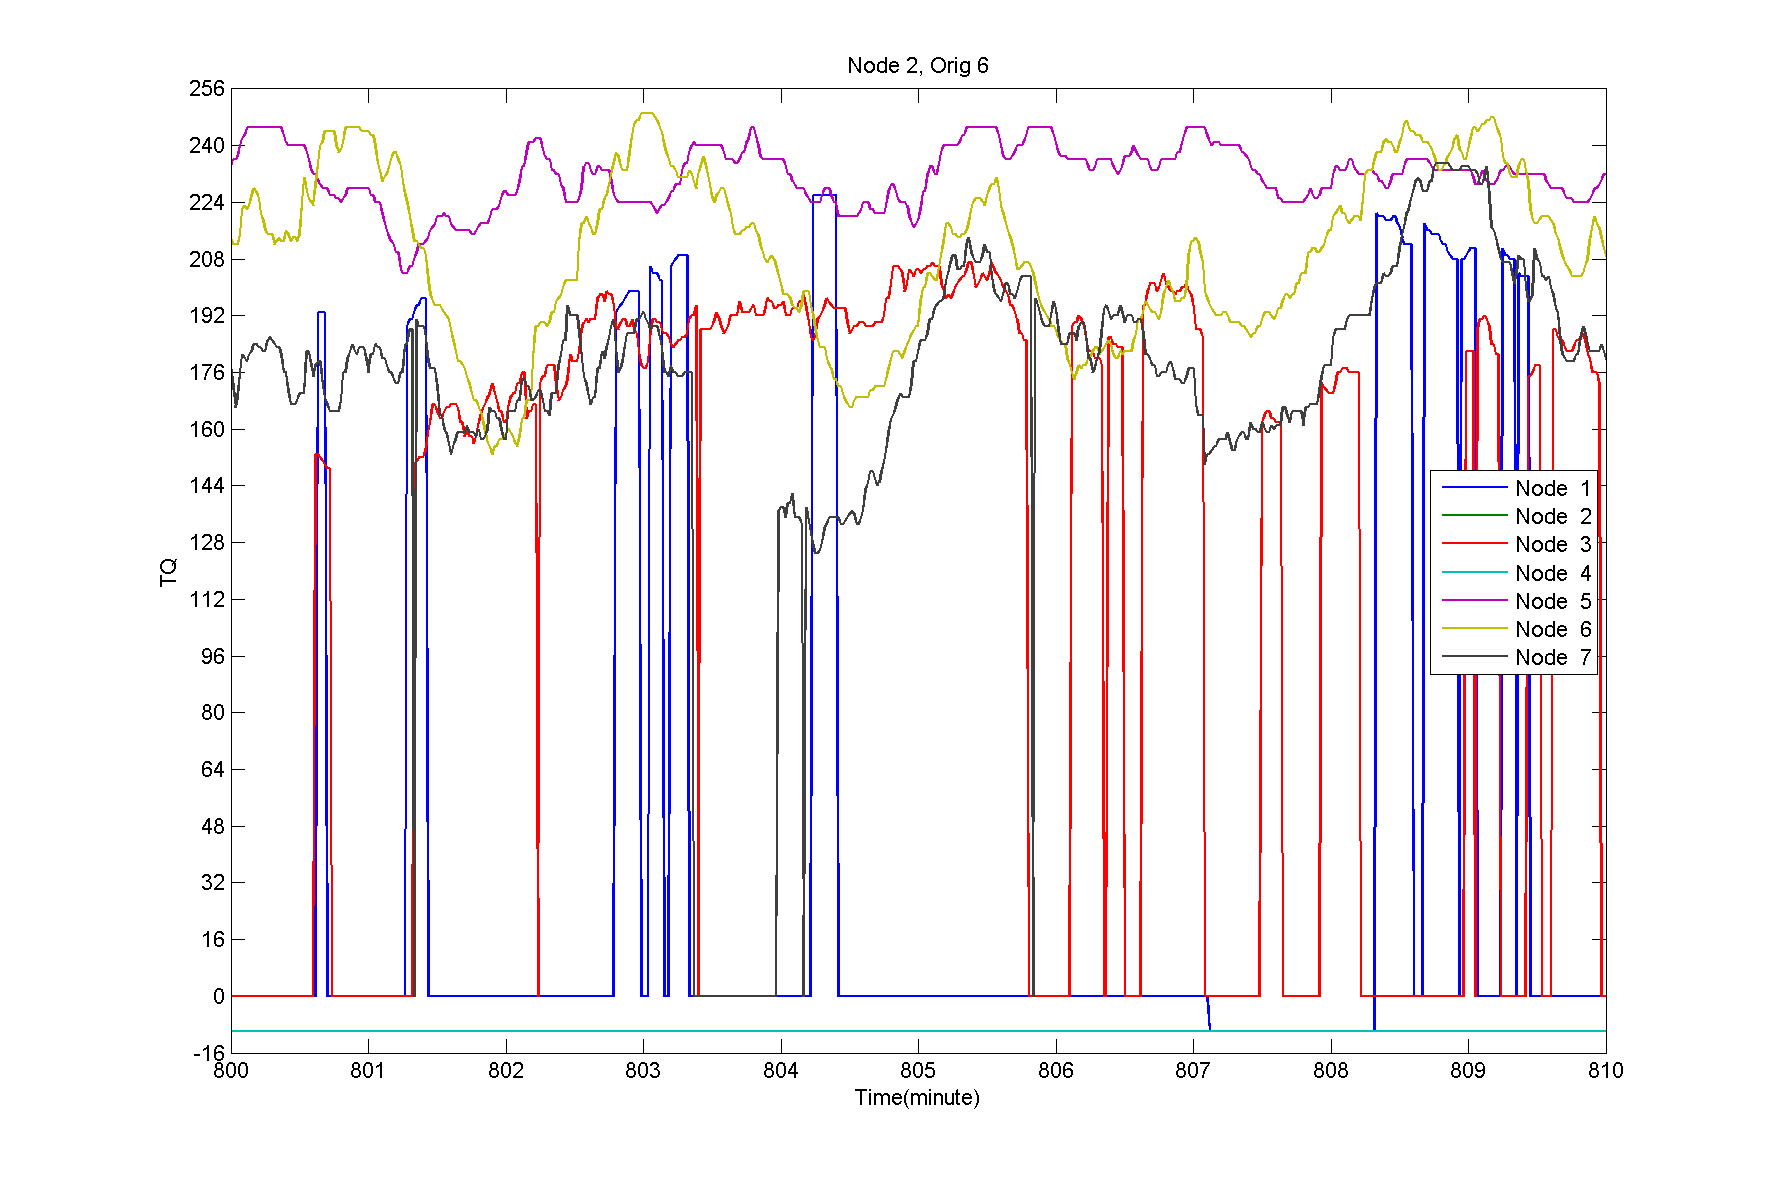 Node 2, Orig 6
256
240
224
208
192
176
160
144
128
112
96
80
64
48
32
16
0
-16
TQ
800 801 802 803 804 805 806 807 808 809 810
Time(minute)
Node 1
Node 2
Node 3
Node 4
Node 5
Node 6
Node 7